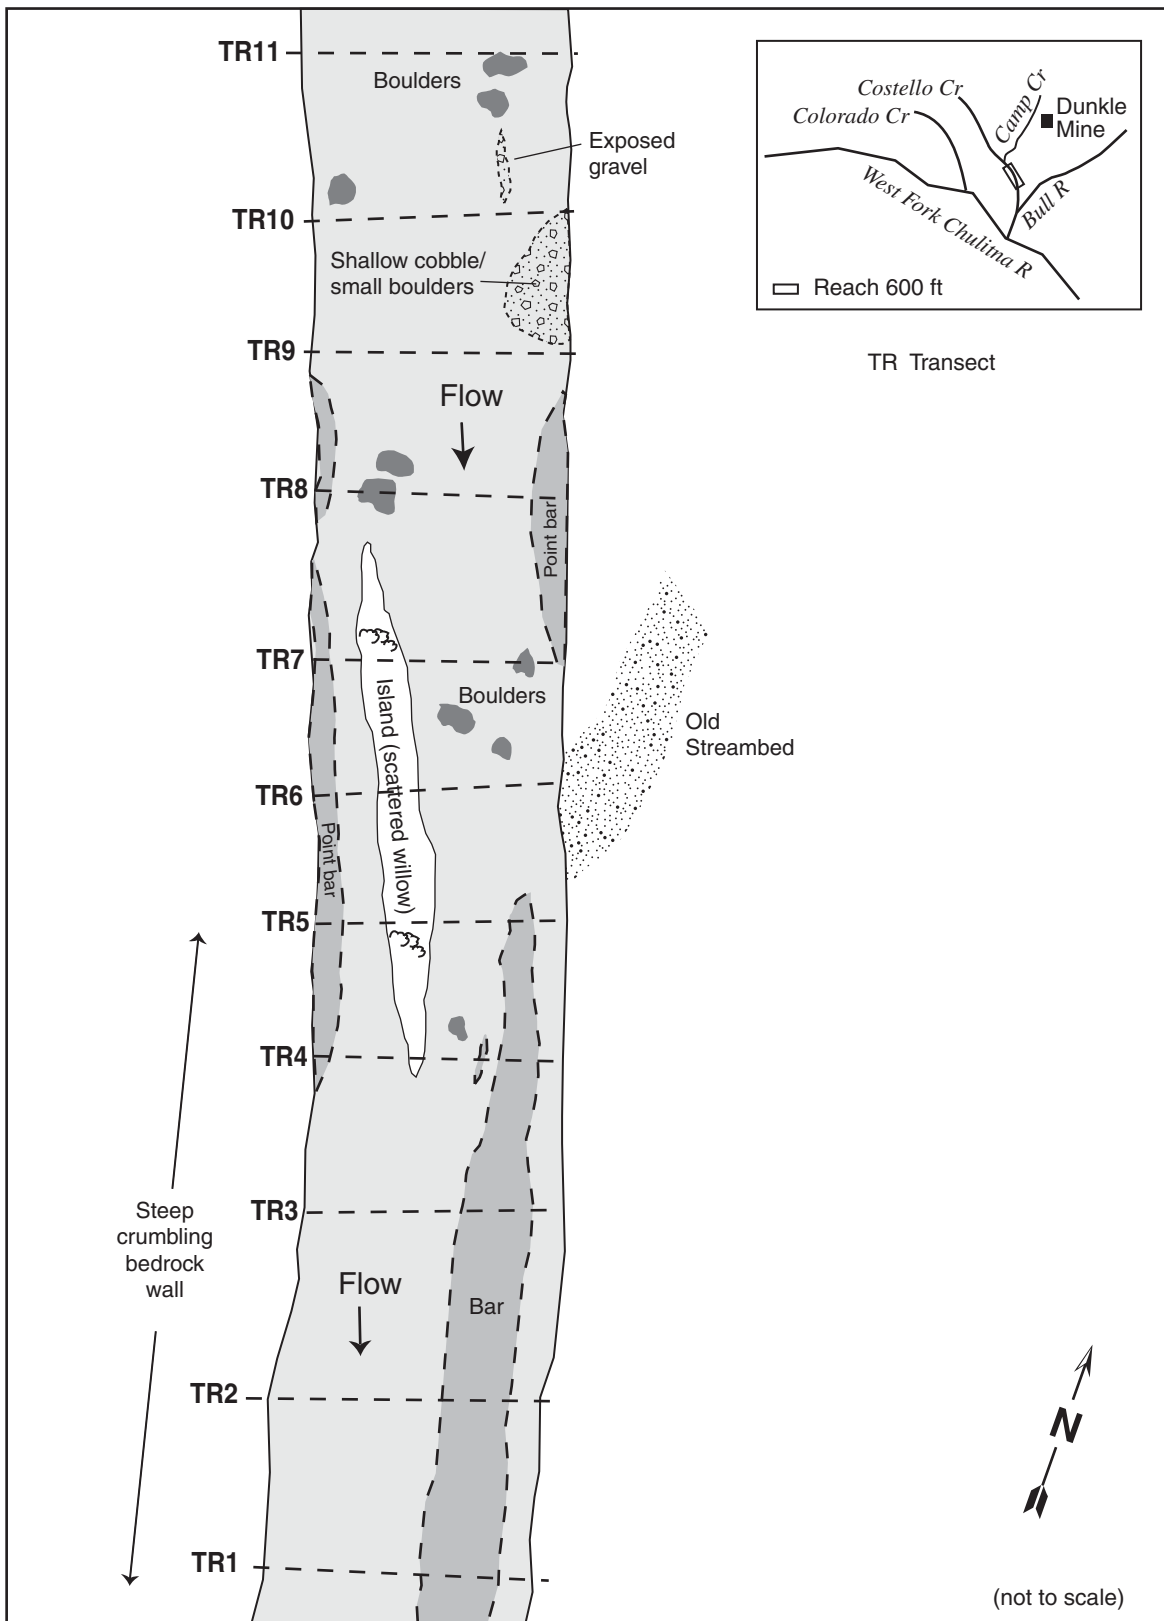 TR11
Boulders
Exposed
gravel
TR10
Shallow cobble/
small boulders
TR9
Flow
TR8
Point bar
TR7
Boulders
Island (scattered willow)
Old
Streambed
TR6
Point bar
TR5
TR4
TR3
Steep
crumbling
bedrock
wall
Flow
Bar
TR2
TR1
Costello Cr
Colorado Cr
Camp Cr
Dunkle
Mine
West Fork Chulitna R
Bull R
Reach 600 ft
TR Transect
N
(not to scale)